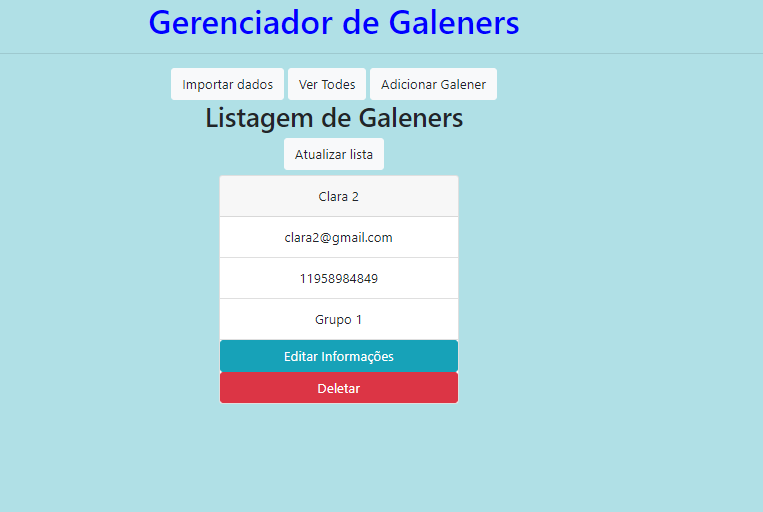 Gerenciador de Galeners
Importar dados Ver Todes Adicionar Galener
Listagem de Galeners
Atualizar lista
Clara 2
clara2@gmail.com
11958984849
Grupo 1
Editar Informações
Deletar